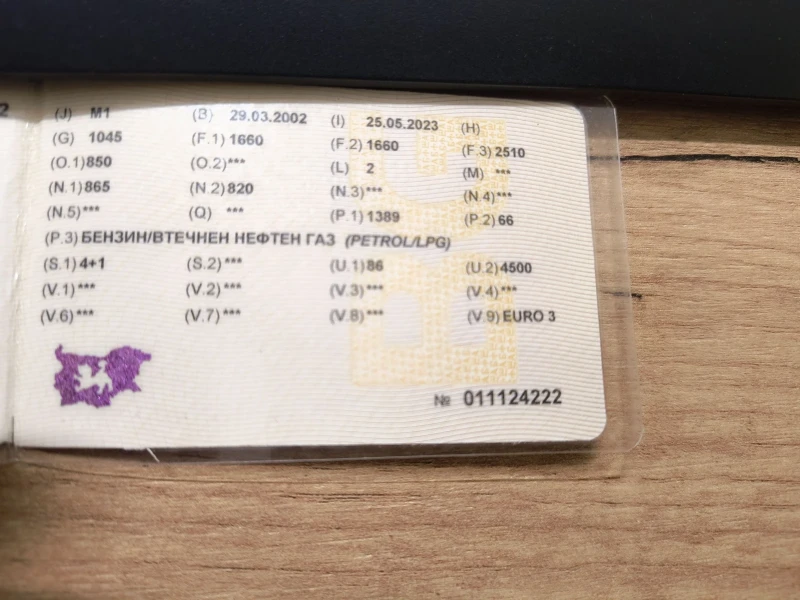 2 (J) M1 (B) 29.03.2002 (I) 25.05.2023 (H)
(G) 1045 (F.1) 1660 (F.2) 1660 (F.3) 2510
(O.1) 850 (O.2) *** (L) 2 (M) ***
(N.1) 865 (N.2) 820 (N.3) *** (N.4) ***
(N.5) *** (Q) *** (P.1) 1389 (P.2) 66
(P.3) БЕНЗИН/ВТЕЧНЕН НЕФТЕН ГАЗ (PETROL/LPG)
(S.1) 4+1 (S.2) *** (U.1) 86 (U.2) 4500
(V.1) *** (V.2) *** (V.3) *** (V.4) ***
(V.6) *** (V.7) *** (V.8) *** (V.9) EURO 3
№ 011124222
BG